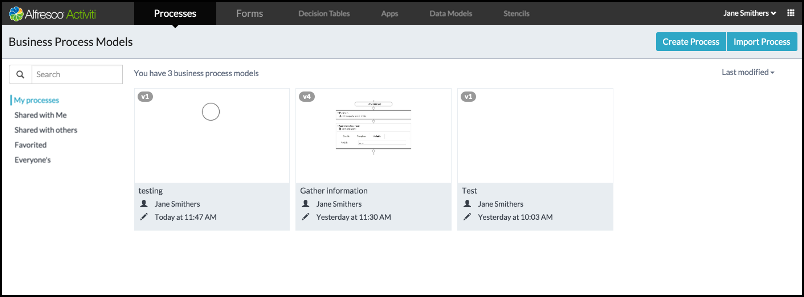 Alfresco Activiti Processes Forms Decision Tables Apps Data Models Stencils Jane Smithers
Business Process Models Create Process Import Process
Search You have 3 business process models Last modified
My processes
Shared with Me
Shared with others
Favorited
Everyone's
v1 v4 v1
testing Gather information Test
Jane Smithers Jane Smithers Jane Smithers
Today at 11:47 AM Yesterday at 11:30 AM Yesterday at 10:03 AM